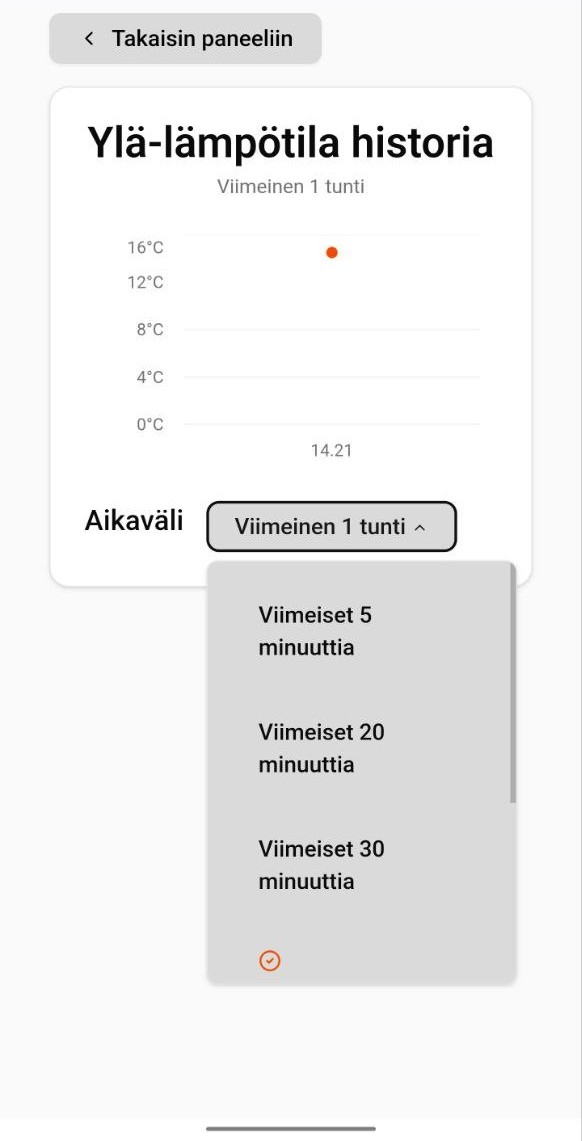 Takaisin paneeliin
Ylä-lämpötila historia
Viimeinen 1 tunti
16°C
12°C
8°C
4°C
0°C
14.21
Aikaväli
Viimeinen 1 tunti
Viimeiset 5
minuuttia
Viimeiset 20
minuuttia
Viimeiset 30
minuuttia